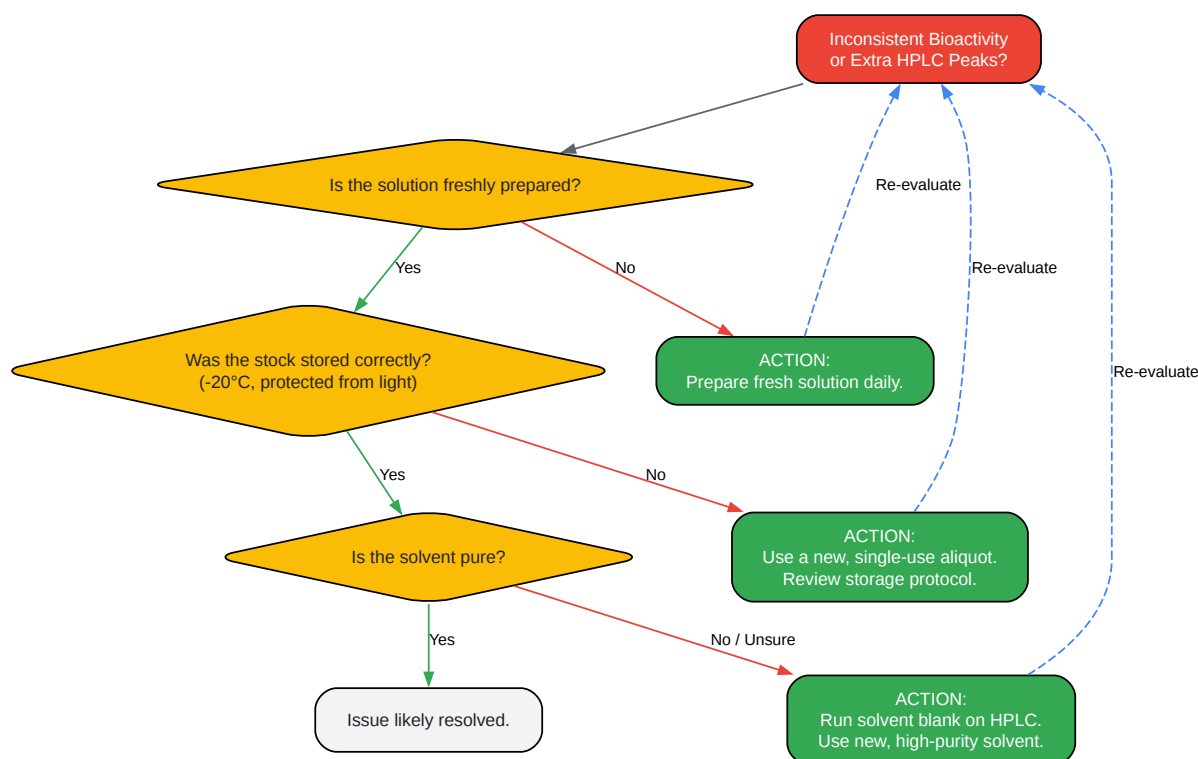 Inconsistent Bioactivity
or Extra HPLC Peaks?
Is the solution freshly prepared?
Re-evaluate
Yes
No
Re-evaluate
Was the stock stored correctly?
(-20°C, protected from light)
ACTION:
Prepare fresh solution daily.
Re-evaluate
Yes
No
Is the solvent pure?
ACTION:
Use a new, single-use aliquot.
Review storage protocol.
Yes
No / Unsure
Issue likely resolved.
ACTION:
Run solvent blank on HPLC.
Use new, high-purity solvent.